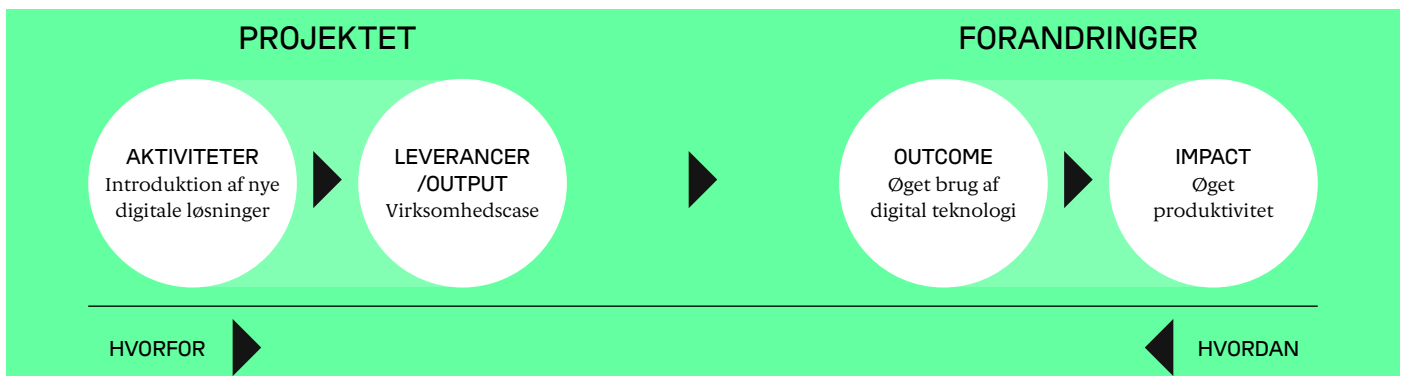 PROJEKTET
FORANDRINGER
AKTIVITETER
Introduktion af nye
digitale løsninger
LEVERANCER
/OUTPUT
Virksomhedscase
OUTCOME
Øget brug af
digital teknologi
IMPACT
Øget
produktivitet
HVORFOR
HVORDAN